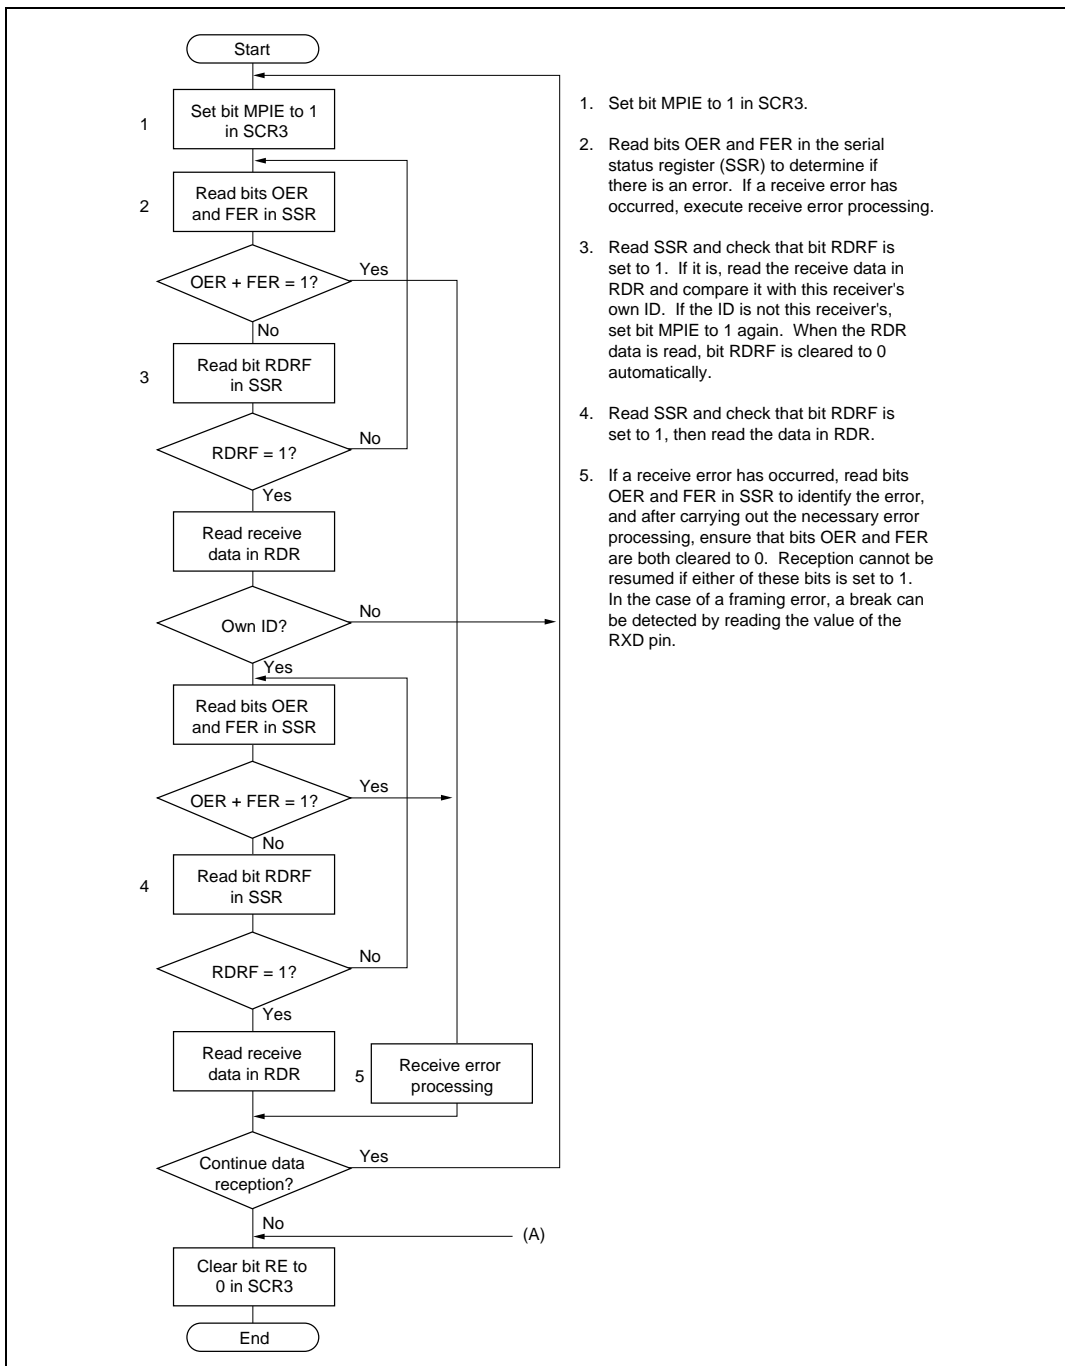 Start
1
Set bit MPIE to 1
in SCR3
2
Read bits OER
and FER in SSR
OER + FER = 1?
Yes
No
3
Read bit RDRF
in SSR
RDRF = 1?
No
Yes
Read receive
data in RDR
Own ID?
No
Yes
Read bits OER
and FER in SSR
OER + FER = 1?
Yes
No
4
Read bit RDRF
in SSR
RDRF = 1?
No
Yes
Read receive
data in RDR
5
Receive error
processing
Continue data
reception?
Yes
No
(A)
Clear bit RE to
0 in SCR3
End
1. Set bit MPIE to 1 in SCR3.
2. Read bits OER and FER in the serial
status register (SSR) to determine if
there is an error. If a receive error has
occurred, execute receive error processing.
3. Read SSR and check that bit RDRF is
set to 1. If it is, read the receive data in
RDR and compare it with this receiver's
own ID. If the ID is not this receiver's,
set bit MPIE to 1 again. When the RDR
data is read, bit RDRF is cleared to 0
automatically.
4. Read SSR and check that bit RDRF is
set to 1, then read the data in RDR.
5. If a receive error has occurred, read bits
OER and FER in SSR to identify the error,
and after carrying out the necessary error
processing, ensure that bits OER and FER
are both cleared to 0. Reception cannot be
resumed if either of these bits is set to 1.
In the case of a framing error, a break can
be detected by reading the value of the
RXD pin.